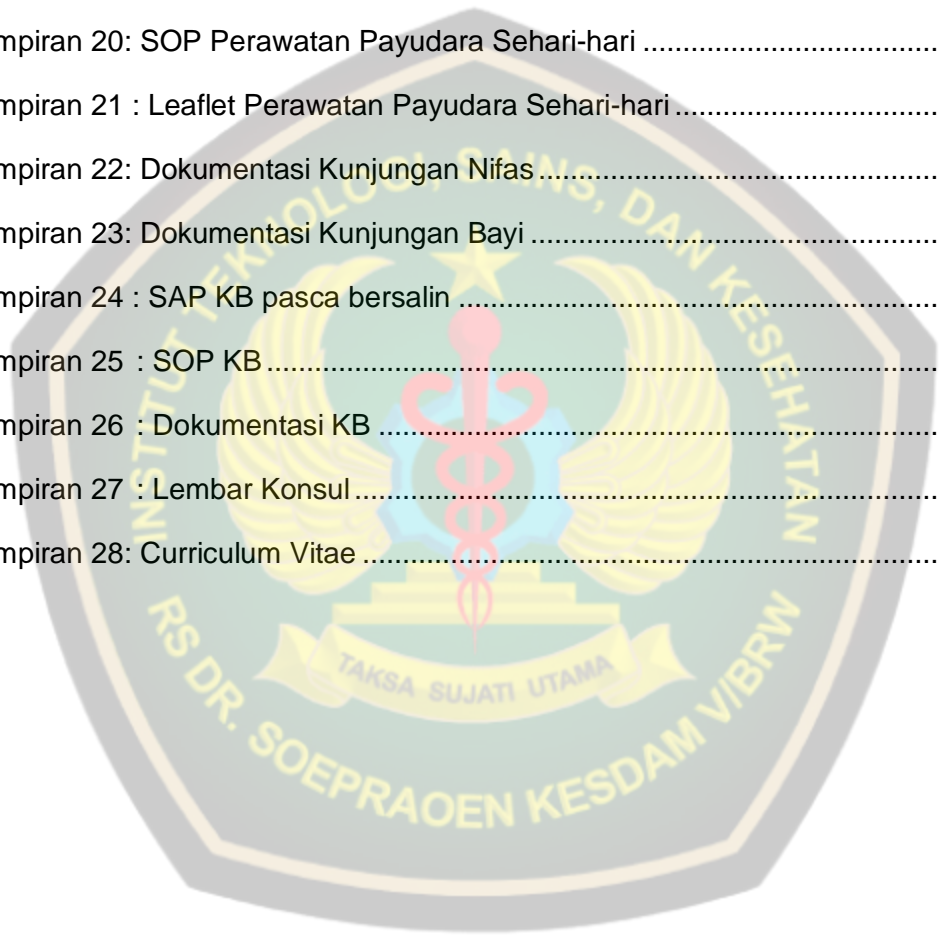 mpiran 20: SOP Perawatan Payudara Sehari-hari ....................................
mpiran 21 : Leaflet Perawatan Payudara Sehari-hari ................................
mpiran 22: Dokumentasi Kunjungan Nifas .................................................
mpiran 23: Dokumentasi Kunjungan Bayi ..................................................
mpiran 24 : SAP KB pasca bersalin ...........................................................
mpiran 25 : SOP KB ...................................................................................
mpiran 26 : Dokumentasi KB .....................................................................
mpiran 27 : Lembar Konsul ........................................................................
mpiran 28: Curriculum Vitae .......................................................................
INSTITUT TEKNOLOGI, SAINS, DAN KESEHATAN
TAKSA SUJATI UTAMA
RS DR. SOEPRAOEN KESDAM V/BRW